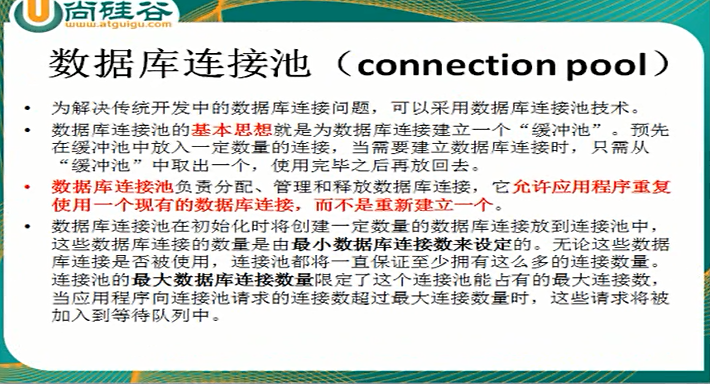 尚硅谷
www.atguigu.com
数据库连接池（connection pool）
• 为解决传统开发中的数据库连接问题，可以采用数据库连接池技术。
• 数据库连接池的基本思想就是为数据库连接建立一个“缓冲池”。预先
在缓冲池中放入一定数量的连接，当需要建立数据库连接时，只需从
“缓冲池”中取出一个，使用完毕之后再放回去。
• 数据库连接池负责分配、管理和释放数据库连接，它允许应用程序重复
使用一个现有的数据库连接，而不是重新建立一个。
• 数据库连接池在初始化时将创建一定数量的数据库连接放到连接池中，
这些数据库连接的数量是由最小数据库连接数来设定的。无论这些数据
库连接是否被使用，连接池都将一直保证至少拥有这么多的连接数量。
连接池的最大数据库连接数量限定了这个连接池能占有的最大连接数，
当应用程序向连接池请求的连接数超过最大连接数量时，这些请求将被
加入到等待队列中。